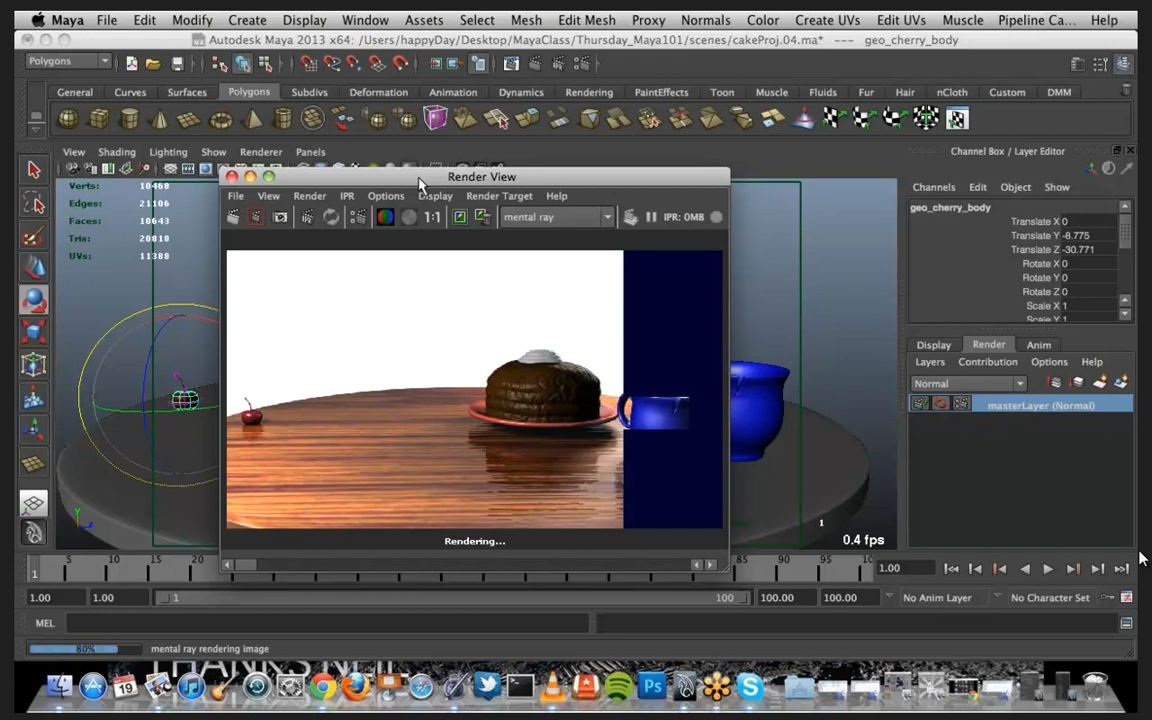 Maya File Edit Modify Create Display Window Assets Select Mesh Edit Mesh Proxy Normals Color Create UVs Edit UVs Muscle Pipeline Ca... Help
Autodesk Maya 2013 x64: /Users/happyDay/Desktop/MayaClass/Thursday_Maya101/scenes/cakeProj.04.ma* --- geo_cherry_body
Polygons
General Curves Surfaces Polygons Subdivs Deformation Animation Dynamics Rendering PaintEffects Toon Muscle Fluids Fur Hair nCloth Custom DMM
View Shading Lighting Show Renderer Panels
Channel Box / Layer Editor
Render View
Verts: 10468
Edges: 21106
Faces: 10643
Tris: 20818
UVs: 11388
File View Render IPR Options Display Render Target Help
1:1 mental ray IPR: 0MB
Channels Edit Object Show
geo_cherry_body
Translate X 0
Translate Y -8.775
Translate Z -30.771
Rotate X 0
Rotate Y 0
Rotate Z 0
Scale X 1
Scale Y 1
Display Render Anim
Layers Contribution Options Help
Normal
masterLayer (Normal)
Rendering...
1
0.4 fps
1 5 10 15 20 85 90 95 100
1.00
1.00 1.00 1 100 100.00 100.00 No Anim Layer No Character Set
MEL
80% mental ray rendering image
19
Ps